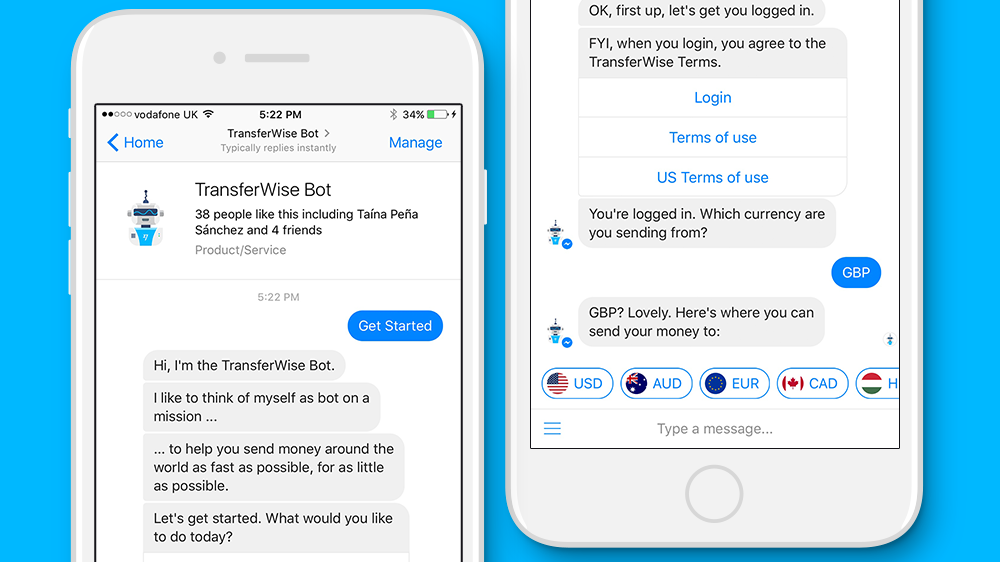 vodafone UK 5:22 PM 34%
Home TransferWise Bot Manage
Typically replies instantly
TransferWise Bot
38 people like this including Taína Peña
Sánchez and 4 friends
Product/Service
5:22 PM
Get Started
Hi, I'm the TransferWise Bot.
I like to think of myself as bot on a
mission ...
... to help you send money around the
world as fast as possible, for as little
as possible.
Let's get started. What would you like
to do today?
OK, first up, let's get you logged in.
FYI, when you login, you agree to the
TransferWise Terms.
Login
Terms of use
US Terms of use
You're logged in. Which currency are
you sending from?
GBP
GBP? Lovely. Here's where you can
send your money to:
USD AUD EUR CAD H
Type a message...